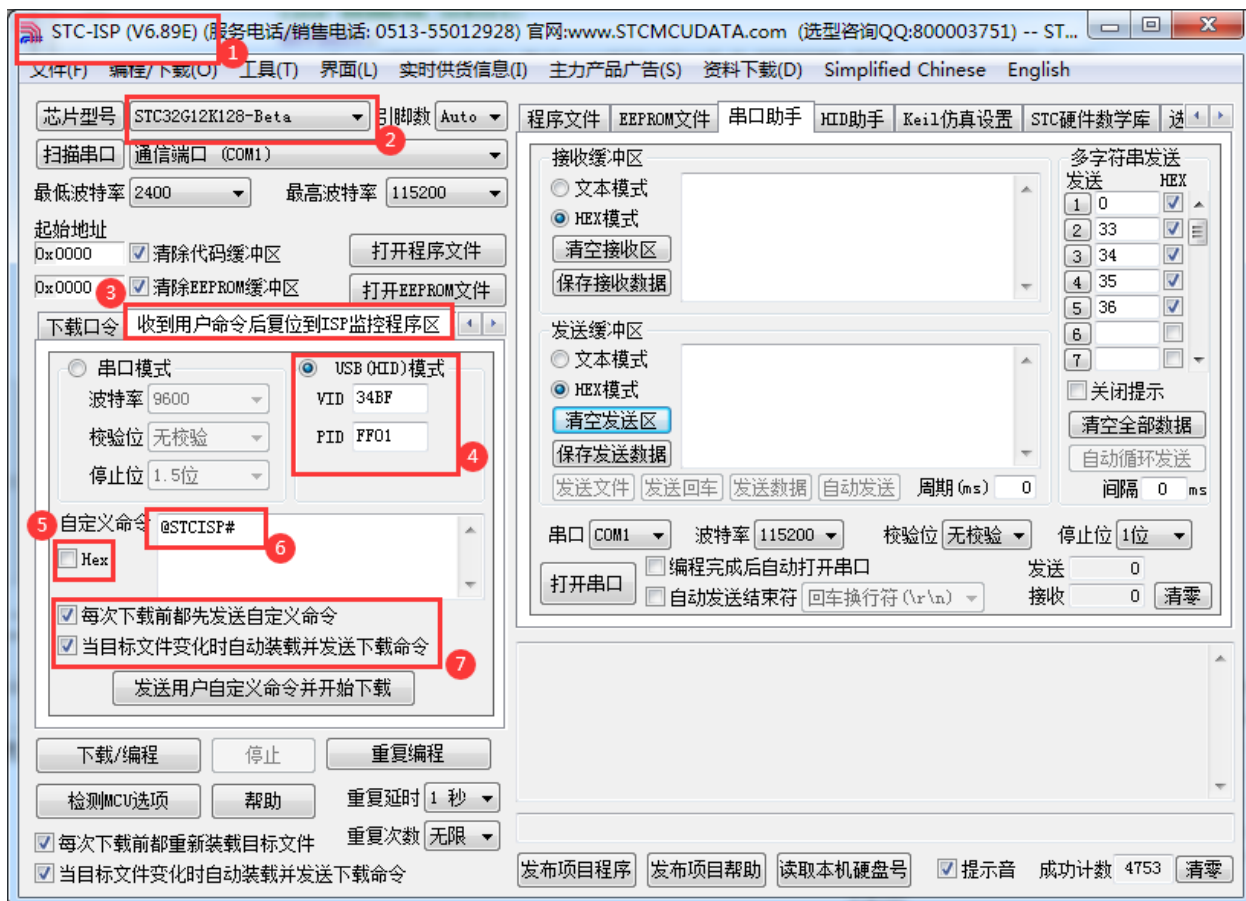 STC-ISP (V6.89E) (服务电话/销售电话: 0513-55012928) 官网:www.STCMCUDATA.com (选型咨询QQ:800003751) -- ST...
1
文件(F) 编程/下载(O) 工具(T) 界面(L) 实时供货信息(I) 主力产品广告(S) 资料下载(D) Simplified Chinese English
芯片型号 STC32G12K128-Beta 引脚数 Auto
2
扫描串口 通信端口 (COM1)
最低波特率 2400 最高波特率 115200
起始地址
0x0000 清除代码缓冲区 打开程序文件
0x0000 3 清除EEPROM缓冲区 打开EEPROM文件
下载口令 收到用户命令后复位到ISP监控程序区
串口模式 USB(HID)模式
波特率 9600 VID 34BF
校验位 无校验 PID FF01
4
停止位 1.5位
5 自定义命令 @STCISP#
6
Hex
每次下载前都先发送自定义命令
当目标文件变化时自动装载并发送下载命令
7
发送用户自定义命令并开始下载
下载/编程 停止 重复编程
检测MCU选项 帮助 重复延时 1 秒
每次下载前都重新装载目标文件 重复次数 无限
当目标文件变化时自动装载并发送下载命令
程序文件 EEPROM文件 串口助手 HID助手 Keil仿真设置 STC硬件数学库 选
接收缓冲区
文本模式
HEX模式
清空接收区
保存接收数据
发送缓冲区
文本模式
HEX模式
清空发送区
保存发送数据
发送文件 发送回车 发送数据 自动发送 周期(ms) 0
多字符串发送
发送 HEX
1 0
2 33
3 34
4 35
5 36
6
7
关闭提示
清空全部数据
自动循环发送
间隔 0 ms
串口 COM1 波特率 115200 校验位 无校验 停止位 1位
打开串口 编程完成后自动打开串口 发送 0
自动发送结束符 回车换行符(\r\n) 接收 0 清零
发布项目程序 发布项目帮助 读取本机硬盘号 提示音 成功计数 4753 清零